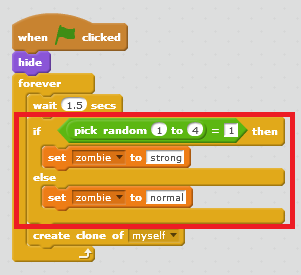 when clicked
hide
forever
wait 1.5 secs
if pick random 1 to 4 = 1 then
set zombie to strong
else
set zombie to normal
create clone of myself